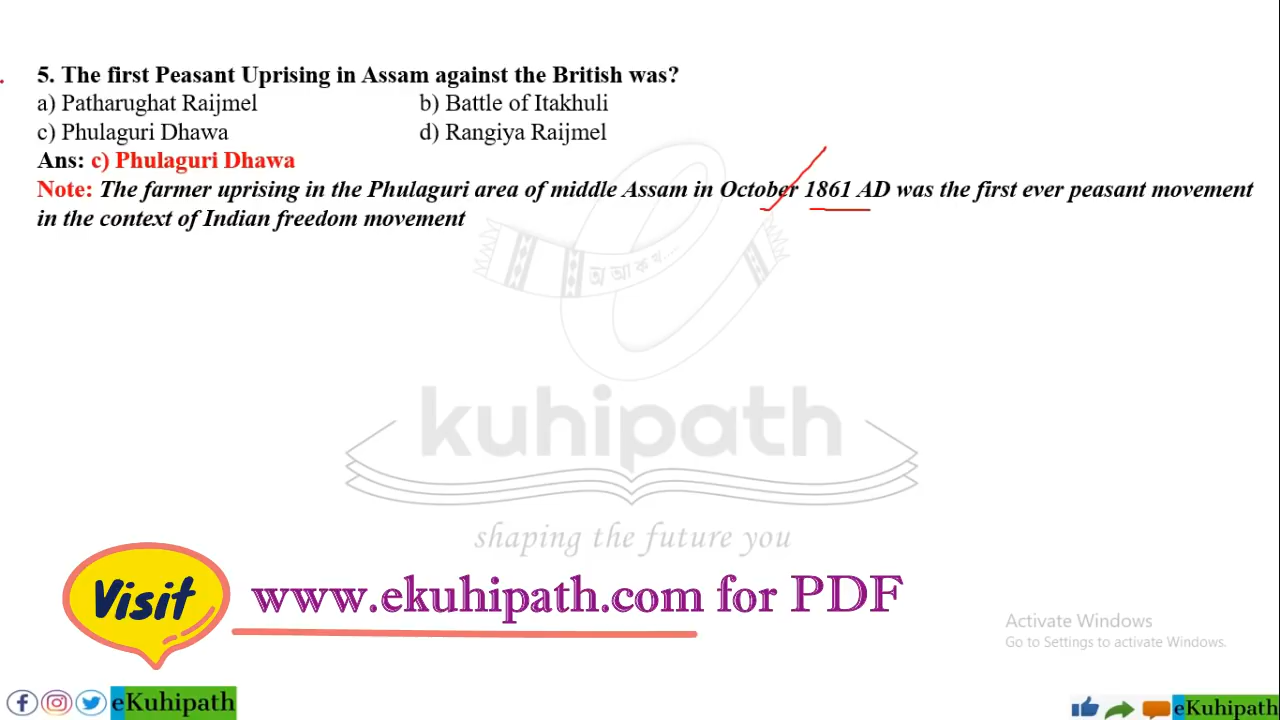 5. The first Peasant Uprising in Assam against the British was?
a) Patharughat Raijmel b) Battle of Itakhuli
c) Phulaguri Dhawa d) Rangiya Raijmel
Ans: c) Phulaguri Dhawa
Note: The farmer uprising in the Phulaguri area of middle Assam in October 1861 AD was the first ever peasant movement
in the context of Indian freedom movement
অ আ ক খ...
kuhipath
shaping the future you
Visit www.ekuhipath.com for PDF
Activate Windows
Go to Settings to activate Windows.
eKuhipath eKuhipath